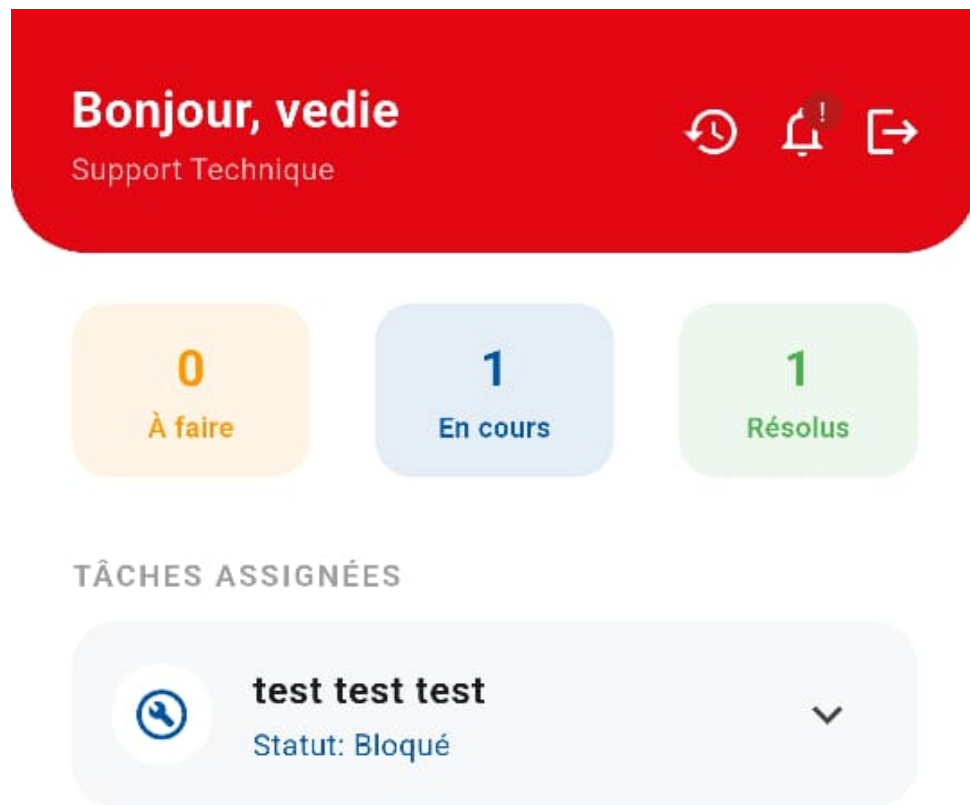 Bonjour, vedie
Support Technique
!
0
À faire
1
En cours
1
Résolus
TÂCHES ASSIGNÉES
test test test
Statut: Bloqué